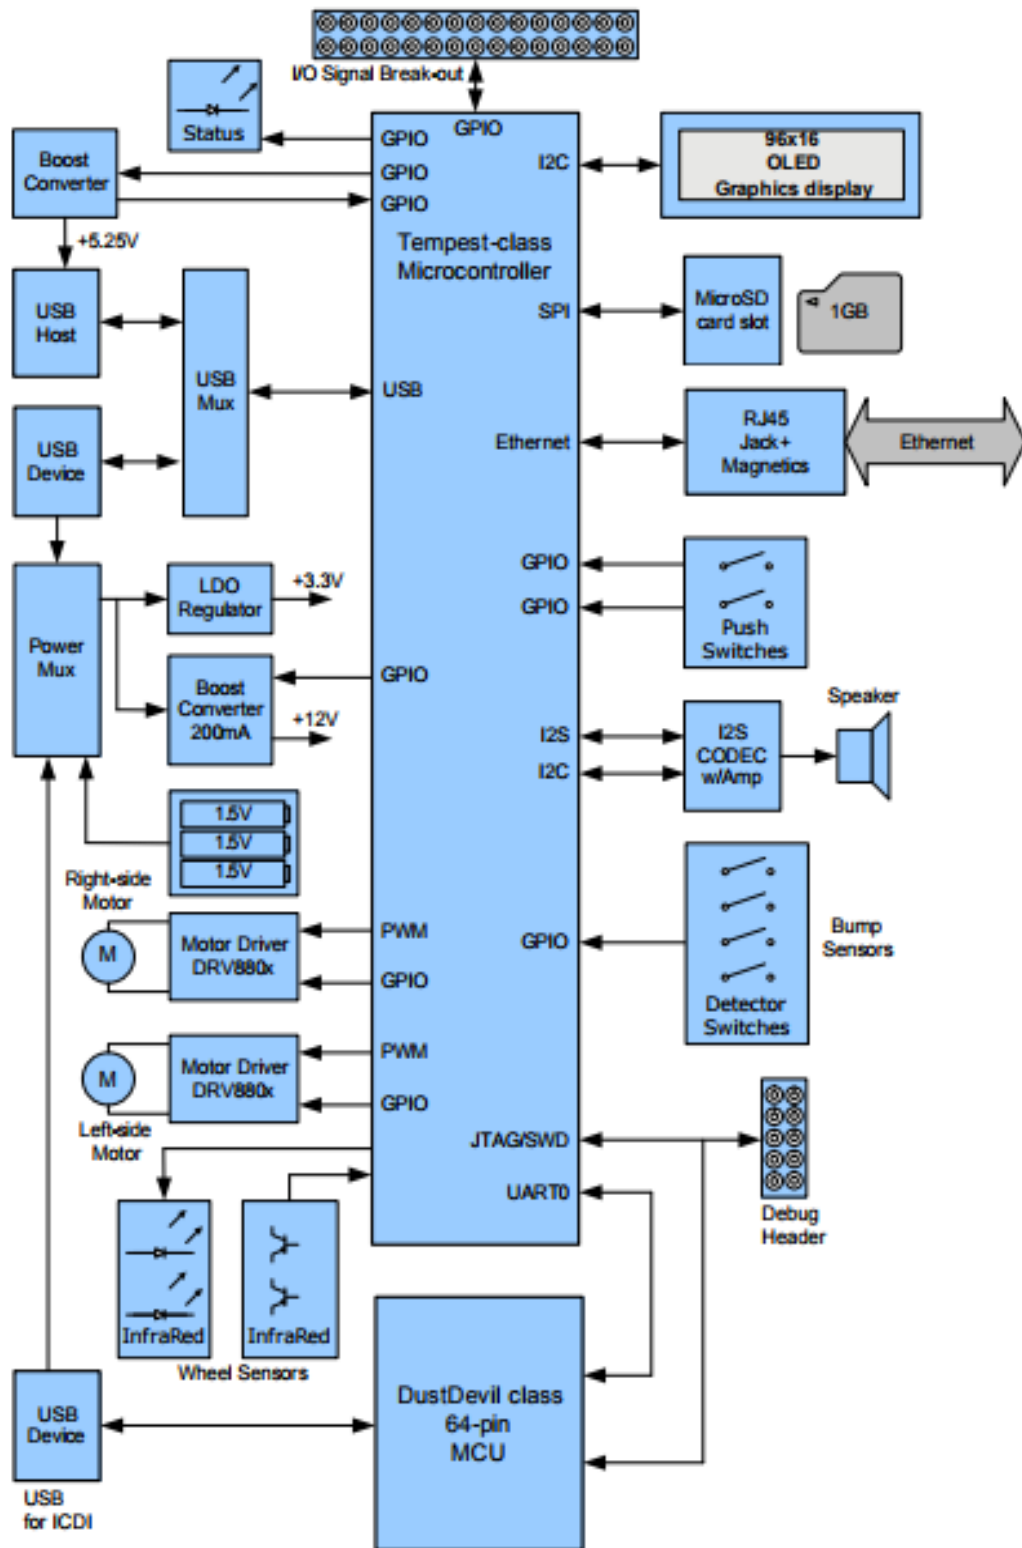 I/O Signal Break-out
Status
GPIO
GPIO
GPIO
GPIO
I2C
96x16
OLED
Graphics display
Boost
Converter
+5.25V
Tempest-class
Microcontroller
USB
Host
USB
Mux
USB
SPI
MicroSD
card slot
1GB
USB
Device
Ethernet
RJ45
Jack+
Magnetics
Ethernet
Power
Mux
LDO
Regulator
+3.3V
GPIO
GPIO
Push
Switches
Boost
Converter
200mA
+12V
GPIO
I2S
I2C
I2S
CODEC
w/Amp
Speaker
1.5V
1.5V
1.5V
Right-side
Motor
M
Motor Driver
DRV880x
PWM
GPIO
GPIO
Detector
Switches
Bump
Sensors
M
Motor Driver
DRV880x
PWM
GPIO
Left-side
Motor
JTAG/SWD
UART0
Debug
Header
InfraRed
InfraRed
Wheel Sensors
USB
Device
USB
for ICDI
DustDevil class
64-pin
MCU